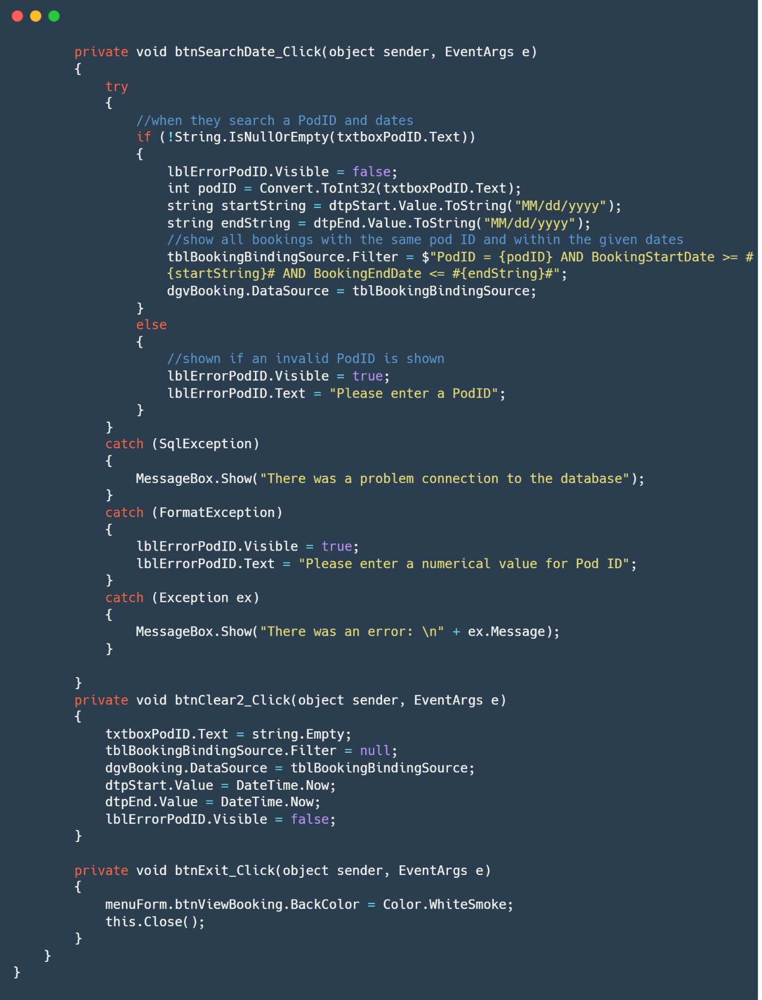 private void btnSearchDate_Click(object sender, EventArgs e)
{
try
{
//when they search a PodID and dates
if (!String.IsNullOrEmpty(txtboxPodID.Text))
{
lblErrorPodID.Visible = false;
int podID = Convert.ToInt32(txtboxPodID.Text);
string startString = dtpStart.Value.ToString("MM/dd/yyyy");
string endString = dtpEnd.Value.ToString("MM/dd/yyyy");
//show all bookings with the same pod ID and within the given dates
tblBookingBindingSource.Filter = $"PodID = {podID} AND BookingStartDate >= #
{startString}# AND BookingEndDate <= #{endString}#";
dgvBooking.DataSource = tblBookingBindingSource;
}
else
{
//shown if an invalid PodID is shown
lblErrorPodID.Visible = true;
lblErrorPodID.Text = "Please enter a PodID";
}
}
catch (SqlException)
{
MessageBox.Show("There was a problem connection to the database");
}
catch (FormatException)
{
lblErrorPodID.Visible = true;
lblErrorPodID.Text = "Please enter a numerical value for Pod ID";
}
catch (Exception ex)
{
MessageBox.Show("There was an error: \n" + ex.Message);
}
}
private void btnClear2_Click(object sender, EventArgs e)
{
txtboxPodID.Text = string.Empty;
tblBookingBindingSource.Filter = null;
dgvBooking.DataSource = tblBookingBindingSource;
dtpStart.Value = DateTime.Now;
dtpEnd.Value = DateTime.Now;
lblErrorPodID.Visible = false;
}
private void btnExit_Click(object sender, EventArgs e)
{
menuForm.btnViewBooking.BackColor = Color.WhiteSmoke;
this.Close();
}
}
}